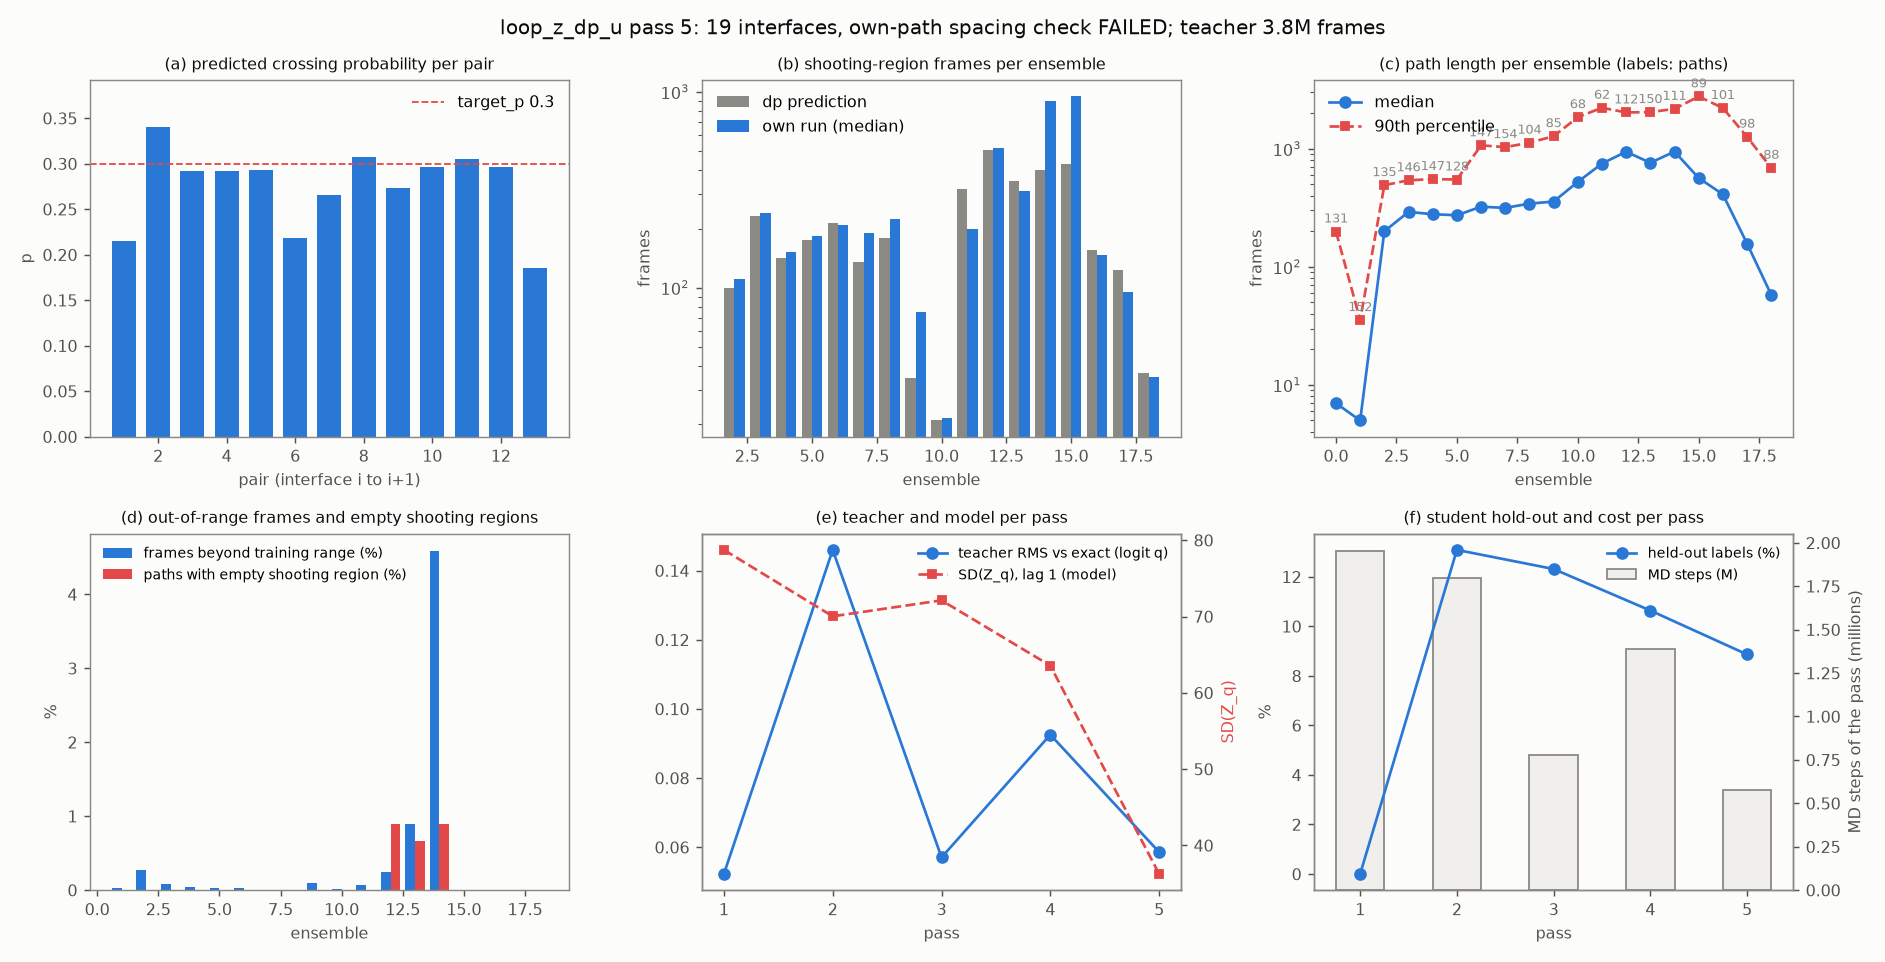 loop_z_dp_u pass 5: 19 interfaces, own-path spacing check FAILED; teacher 3.8M frames
(a) predicted crossing probability per pair
target_p 0.3
p
0.35
0.30
0.25
0.20
0.15
0.10
0.05
0.00
2 4 6 8 10 12
pair (interface i to i+1)
(b) shooting-region frames per ensemble
dp prediction
own run (median)
frames
10³
10²
2.5 5.0 7.5 10.0 12.5 15.0 17.5
ensemble
(c) path length per ensemble (labels: paths)
median
90th percentile
131 135 146 147 128 147 154 104 85 68 62 112 150 111 89 101 98 88
frames
10³
10²
10¹
0.0 2.5 5.0 7.5 10.0 12.5 15.0 17.5
ensemble
(d) out-of-range frames and empty shooting regions
frames beyond training range (%)
paths with empty shooting region (%)
%
4
3
2
1
0
0.0 2.5 5.0 7.5 10.0 12.5 15.0 17.5
ensemble
(e) teacher and model per pass
teacher RMS vs exact (logit q)
SD(Z_q), lag 1 (model)
0.14
0.12
0.10
0.08
0.06
80
70
60
50
40
SD(Z_q)
1 2 3 4 5
pass
(f) student hold-out and cost per pass
held-out labels (%)
MD steps (M)
%
12
10
8
6
4
2
0
2.00
1.75
1.50
1.25
1.00
0.75
0.50
0.25
0.00
MD steps of the pass (millions)
1 2 3 4 5
pass